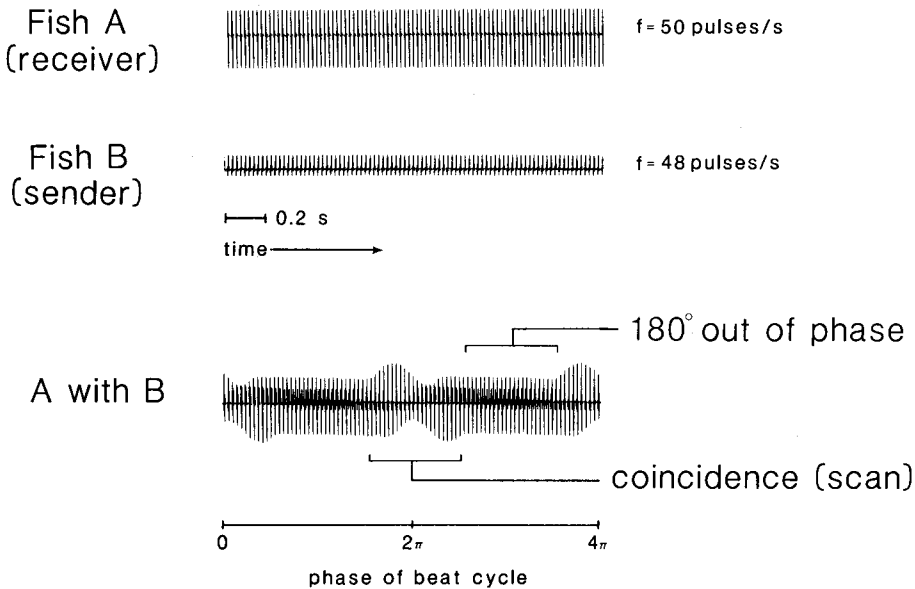 Fish A
(receiver)
f = 50 pulses/s
Fish B
(sender)
f = 48 pulses/s
0.2 s
time
180° out of phase
A with B
coincidence (scan)
0
2π
4π
phase of beat cycle